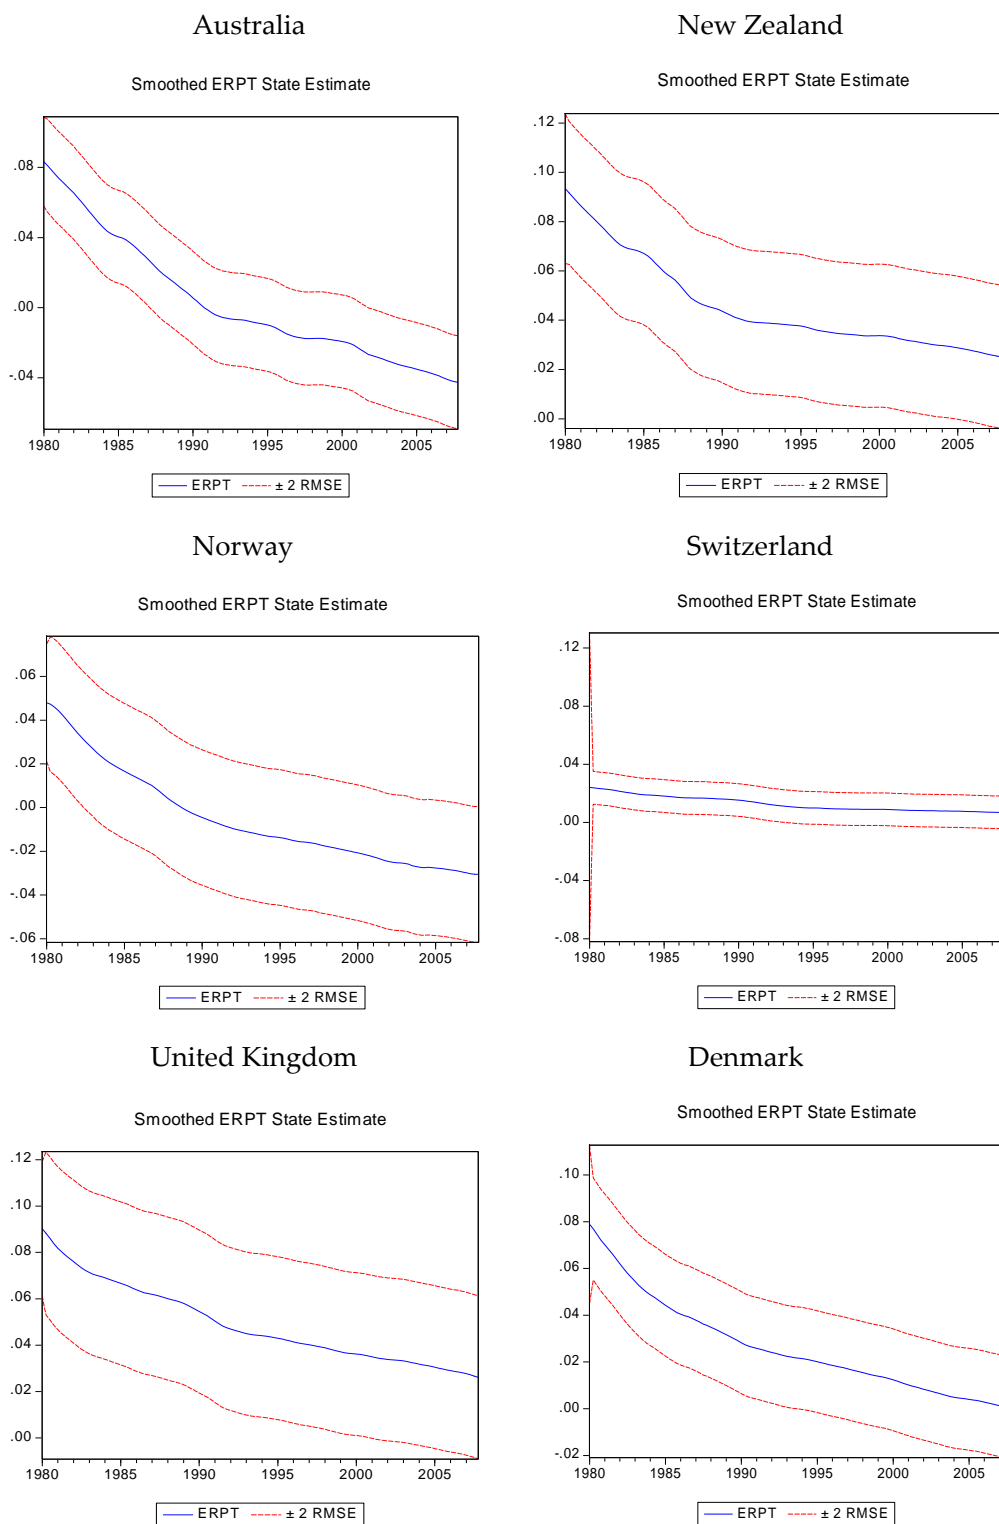 Australia
New Zealand
Smoothed ERPT State Estimate
Smoothed ERPT State Estimate
.08
.04
.00
-.04
1980 1985 1990 1995 2000 2005
ERPT ± 2 RMSE
.12
.10
.08
.06
.04
.02
.00
1980 1985 1990 1995 2000 2005
ERPT ± 2 RMSE
Norway
Switzerland
Smoothed ERPT State Estimate
Smoothed ERPT State Estimate
.06
.04
.02
.00
-.02
-.04
-.06
1980 1985 1990 1995 2000 2005
ERPT ± 2 RMSE
.12
.08
.04
.00
-.04
-.08
1980 1985 1990 1995 2000 2005
ERPT ± 2 RMSE
United Kingdom
Denmark
Smoothed ERPT State Estimate
Smoothed ERPT State Estimate
.12
.10
.08
.06
.04
.02
.00
1980 1985 1990 1995 2000 2005
ERPT ± 2 RMSE
.10
.08
.06
.04
.02
.00
-.02
1980 1985 1990 1995 2000 2005
ERPT ± 2 RMSE